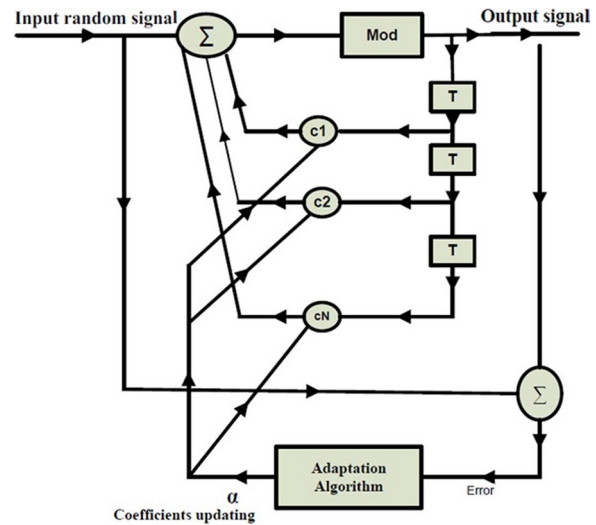 Input random signal
Output signal
Σ
Mod
T
c1
T
c2
T
cN
Σ
Adaptation
Algorithm
Error
α
Coefficients updating